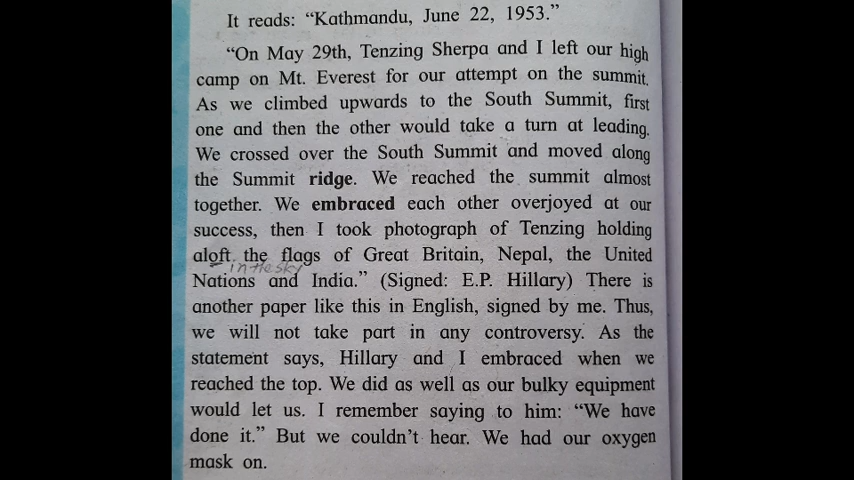 It reads: “Kathmandu, June 22, 1953.”
“On May 29th, Tenzing Sherpa and I left our high
camp on Mt. Everest for our attempt on the summit.
As we climbed upwards to the South Summit, first
one and then the other would take a turn at leading.
We crossed over the South Summit and moved along
the Summit ridge. We reached the summit almost
together. We embraced each other overjoyed at our
success, then I took photograph of Tenzing holding
aloft the flags of Great Britain, Nepal, the United
in the sky
Nations and India.” (Signed: E.P. Hillary) There is
another paper like this in English, signed by me. Thus,
we will not take part in any controversy. As the
statement says, Hillary and I embraced when we
reached the top. We did as well as our bulky equipment
would let us. I remember saying to him: “We have
done it.” But we couldn’t hear. We had our oxygen
mask on.